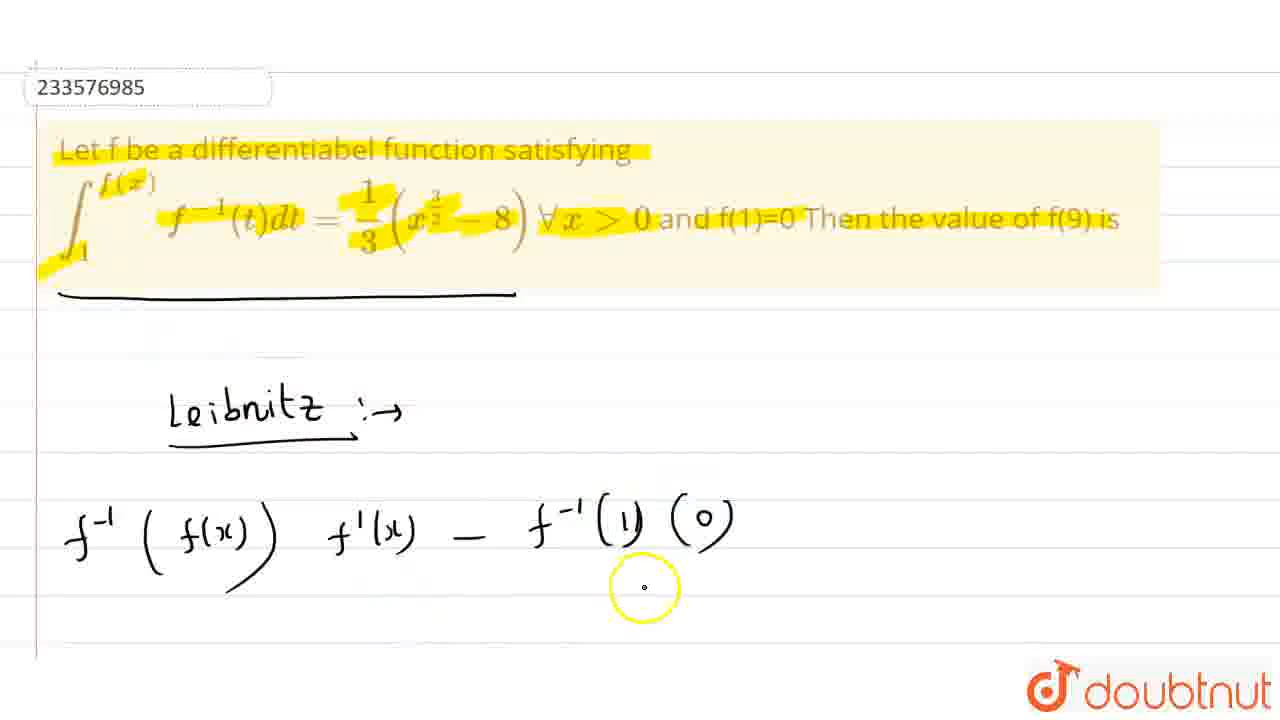 233576985
Let f be a differentiabel function satisfying
∫₁^{f(x)} f⁻¹(t)dt = 1/3 (x^{3/2} − 8) ∀ x > 0 and f(1)=0 Then the value of f(9) is
Leibnitz :→
f⁻¹ ( f(x) ) f'(x) − f⁻¹ (1) (0)
doubtnut